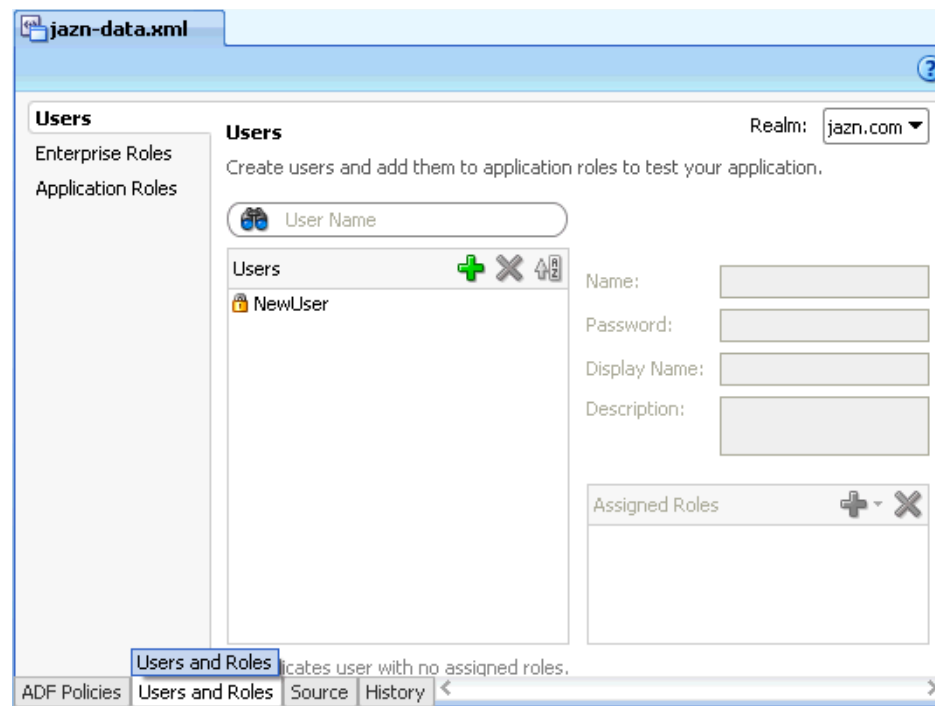 jazn-data.xml
Users
Enterprise Roles
Application Roles
Users
Realm: jazn.com
Create users and add them to application roles to test your application.
User Name
Users
NewUser
Name:
Password:
Display Name:
Description:
Assigned Roles
Users and Roles
user with no assigned roles.
ADF Policies Users and Roles Source History